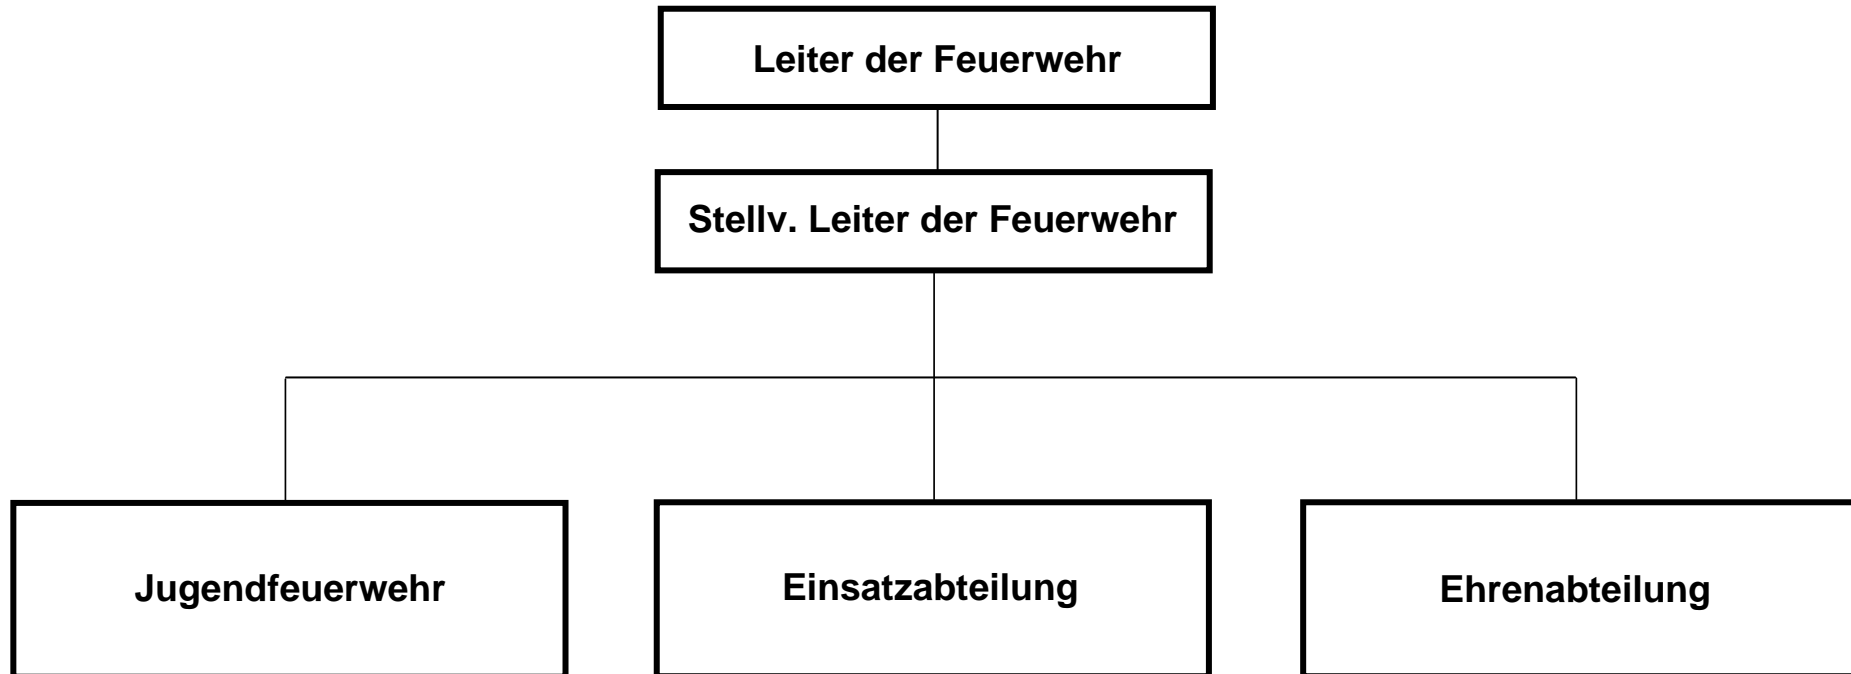 Leiter der Feuerwehr
Stellv. Leiter der Feuerwehr
Jugendfeuerwehr
Einsatzabteilung
Ehrenabteilung